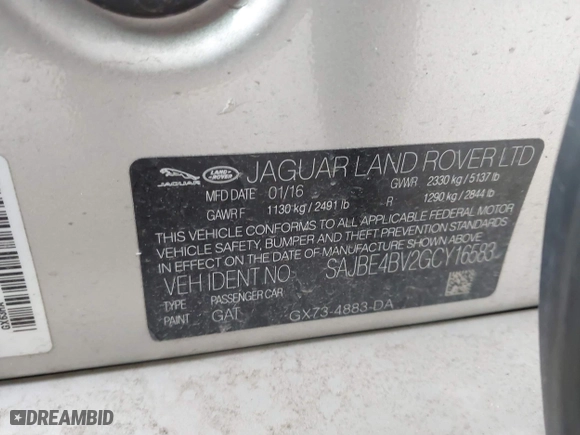 JAGUAR LAND ROVER JAGUAR LAND ROVER LTD
MFD DATE 01/16 GVWR 2330 kg / 5137 lb
GAWR F 1130 kg / 2491 lb R 1290 kg / 2844 lb
THIS VEHICLE CONFORMS TO ALL APPLICABLE FEDERAL MOTOR
VEHICLE SAFETY, BUMPER AND THEFT PREVENTION STANDARDS
IN EFFECT ON THE DATE OF MANUFACTURE SHOWN ABOVE.
VEH IDENT NO. SAJBE4BV2GCY16583
TYPE PASSENGER CAR
PAINT GAT GX73-4883-DA
DREAMBID